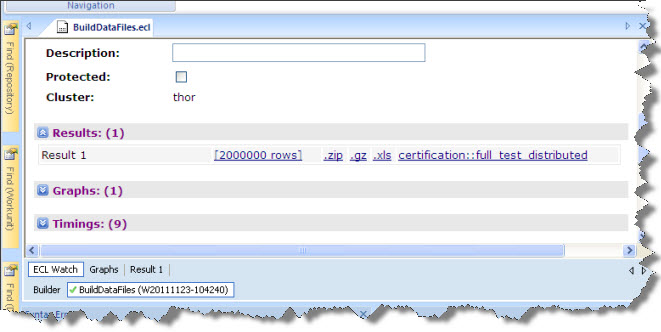 Navigation
BuildDataFiles.ecl
Find (Repository)
Description:
Protected:
Cluster: thor
Results: (1)
Result 1 [2000000 rows] .zip .gz .xls certification::full_test_distributed
Find (Workunit)
Graphs: (1)
Timings: (9)
ECL Watch Graphs Result 1
Builder BuildDataFiles (W20111123-104240)